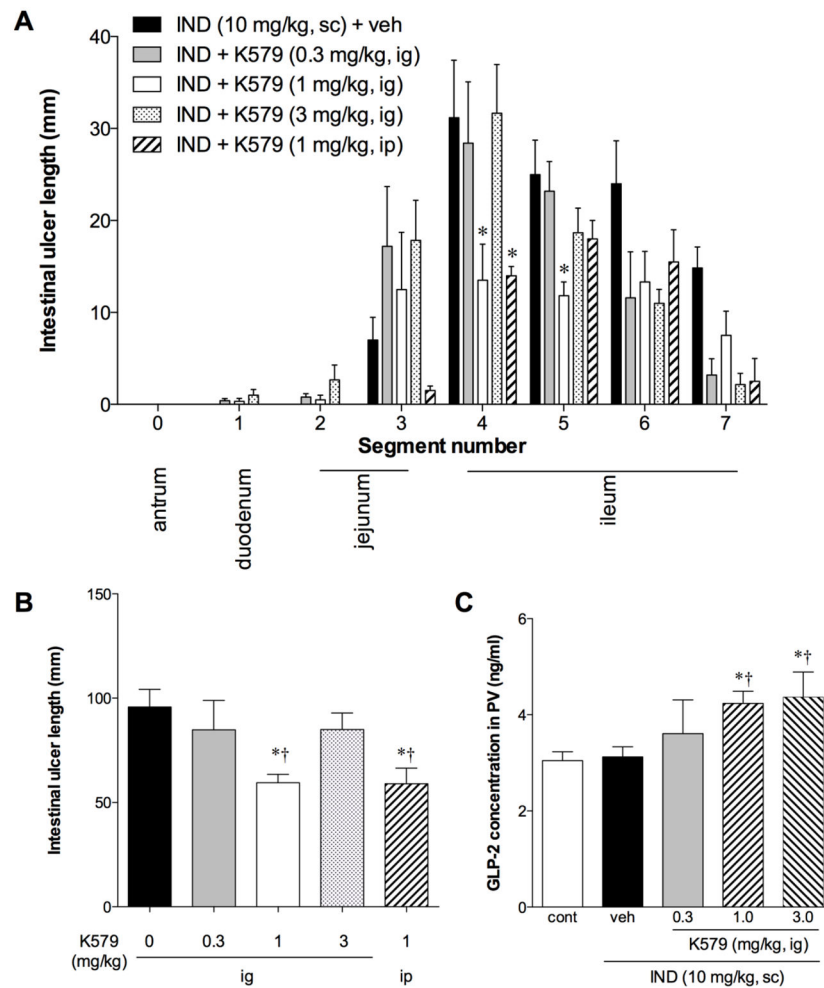 A
IND (10 mg/kg, sc) + veh
IND + K579 (0.3 mg/kg, ig)
IND + K579 (1 mg/kg, ig)
IND + K579 (3 mg/kg, ig)
IND + K579 (1 mg/kg, ip)
Intestinal ulcer length (mm)
40
30
20
10
0
* * *
0 1 2 3 4 5 6 7
Segment number
antrum
duodenum
jejunum
ileum
B
Intestinal ulcer length (mm)
150
100
50
0
*† *†
K579 0 0.3 1 3 1
(mg/kg)
ig ip
C
GLP-2 concentration in PV (ng/ml)
6
4
2
0
*† *†
cont veh 0.3 1.0 3.0
K579 (mg/kg, ig)
IND (10 mg/kg, sc)